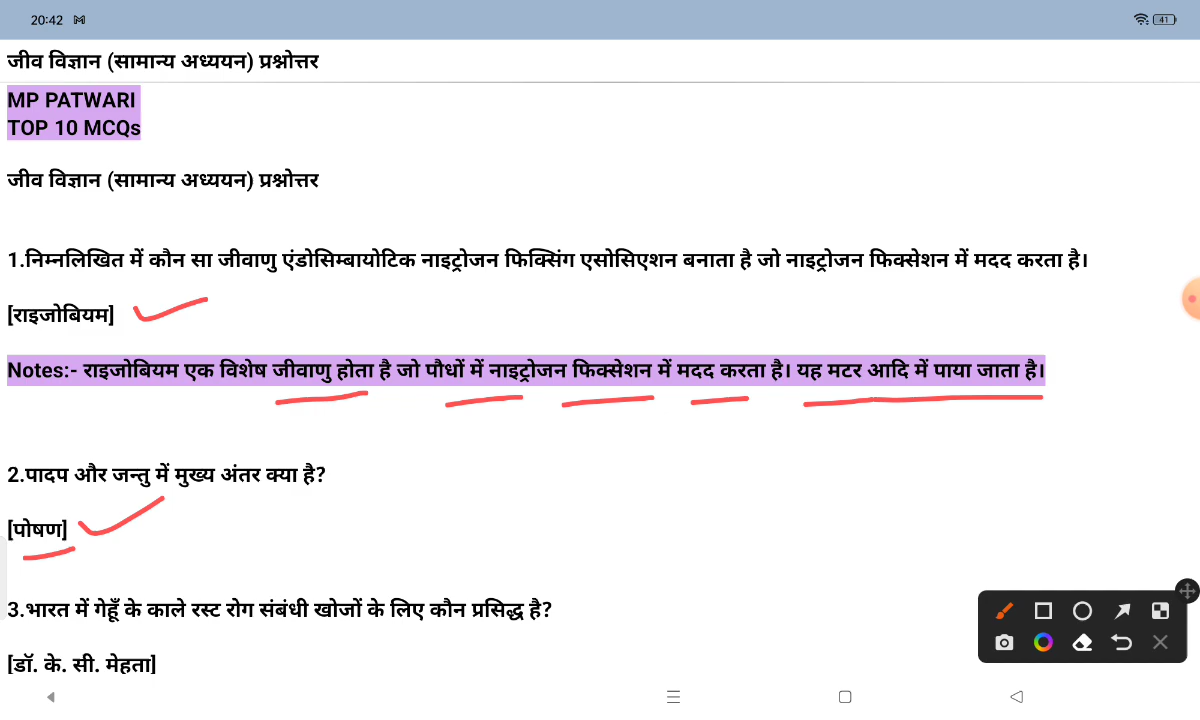 20:42
41
जीव विज्ञान (सामान्य अध्ययन) प्रश्नोत्तर
MP PATWARI
TOP 10 MCQs
जीव विज्ञान (सामान्य अध्ययन) प्रश्नोत्तर
1.निम्नलिखित में कौन सा जीवाणु एंडोसिम्बायोटिक नाइट्रोजन फिक्सिंग एसोसिएशन बनाता है जो नाइट्रोजन फिक्सेशन में मदद करता है।
[राइजोबियम]
Notes:- राइजोबियम एक विशेष जीवाणु होता है जो पौधों में नाइट्रोजन फिक्सेशन में मदद करता है। यह मटर आदि में पाया जाता है।
2.पादप और जन्तु में मुख्य अंतर क्या है?
[पोषण]
3.भारत में गेहूँ के काले रस्ट रोग संबंधी खोजों के लिए कौन प्रसिद्ध है?
[डॉ. के. सी. मेहता]